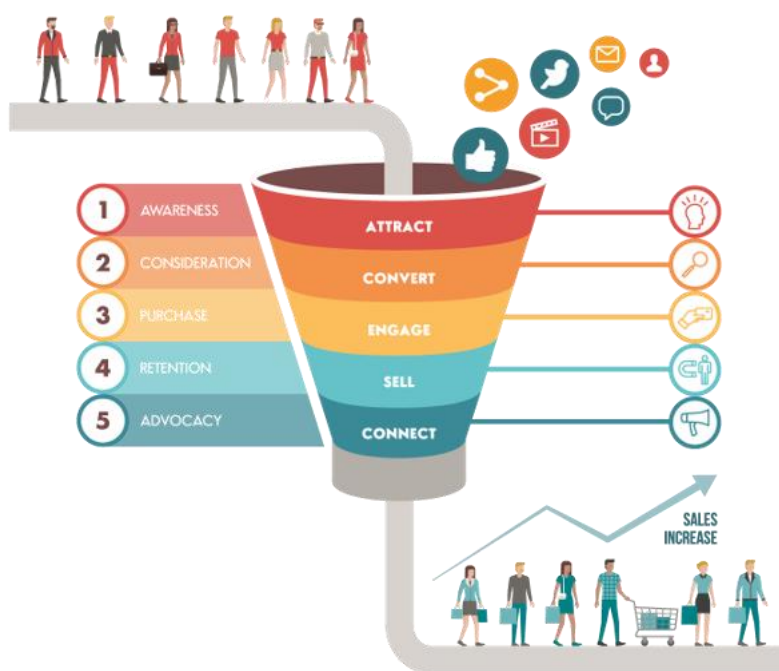 1 AWARENESS ATTRACT
2 CONSIDERATION CONVERT
3 PURCHASE ENGAGE
4 RETENTION SELL
5 ADVOCACY CONNECT
SALES
INCREASE